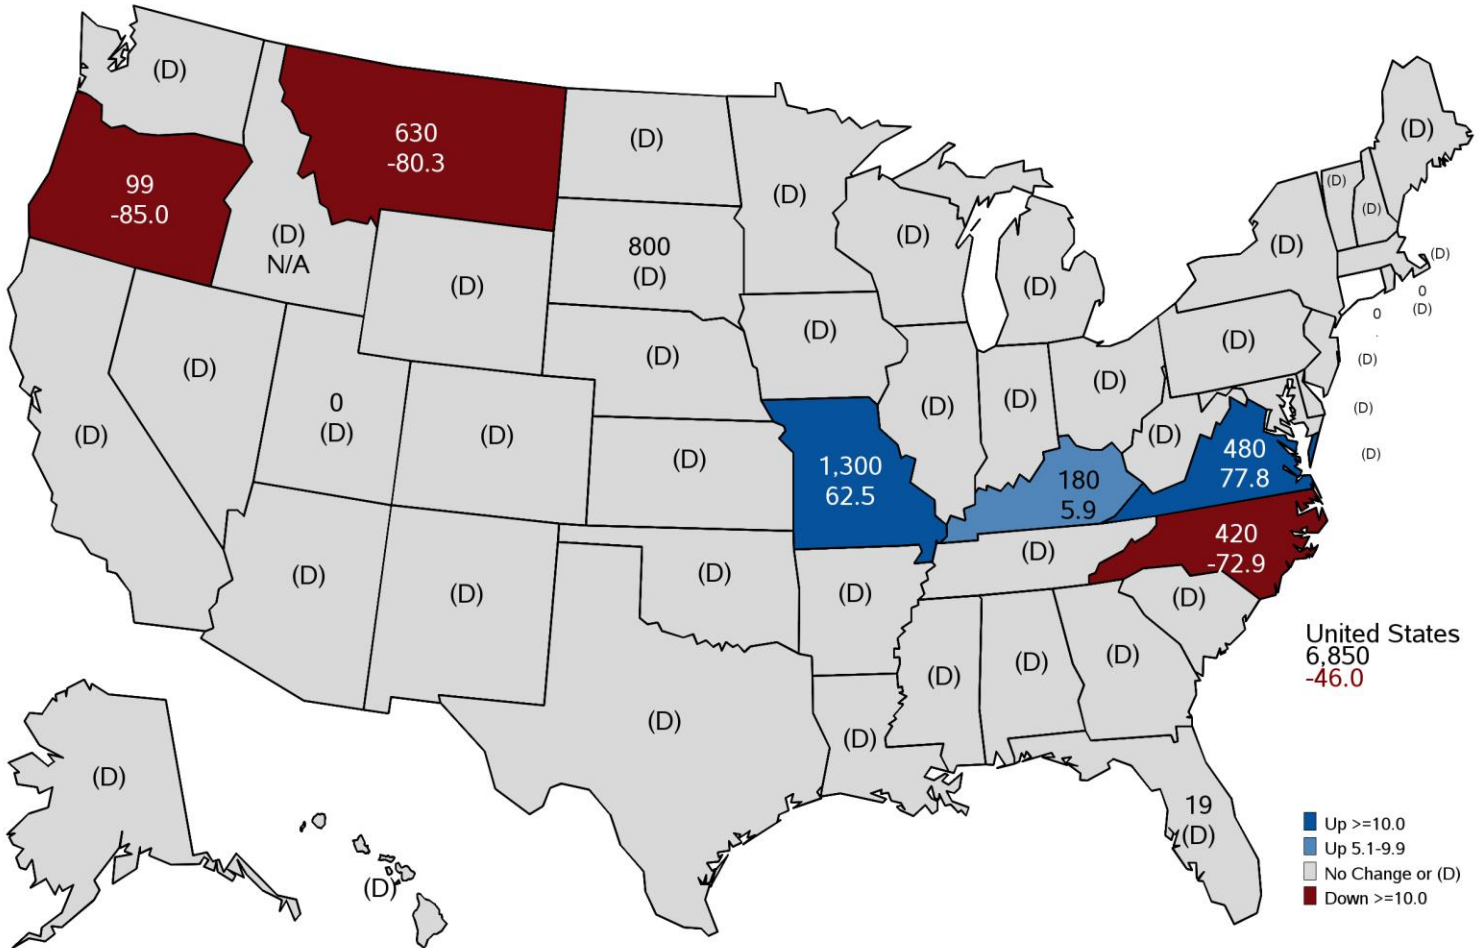 (D)
630
-80.3
(D)
(D)
(D)
99
-85.0
(D)
(D)
(D)
N/A
(D)
800
(D)
(D)
(D)
(D)
(D)
0
(D)
0
.
(D)
(D)
(D)
(D)
(D)
(D)
(D)
(D)
(D)
0
(D)
(D)
(D)
(D)
(D)
(D)
(D)
(D)
(D)
1,300
62.5
180
5.9
480
77.8
(D)
420
-72.9
(D)
(D)
(D)
(D)
(D)
(D)
(D)
(D)
(D)
(D)
(D)
(D)
United States
6,850
-46.0
(D)
(D)
19
(D)
Up >=10.0
Up 5.1-9.9
No Change or (D)
Down >=10.0